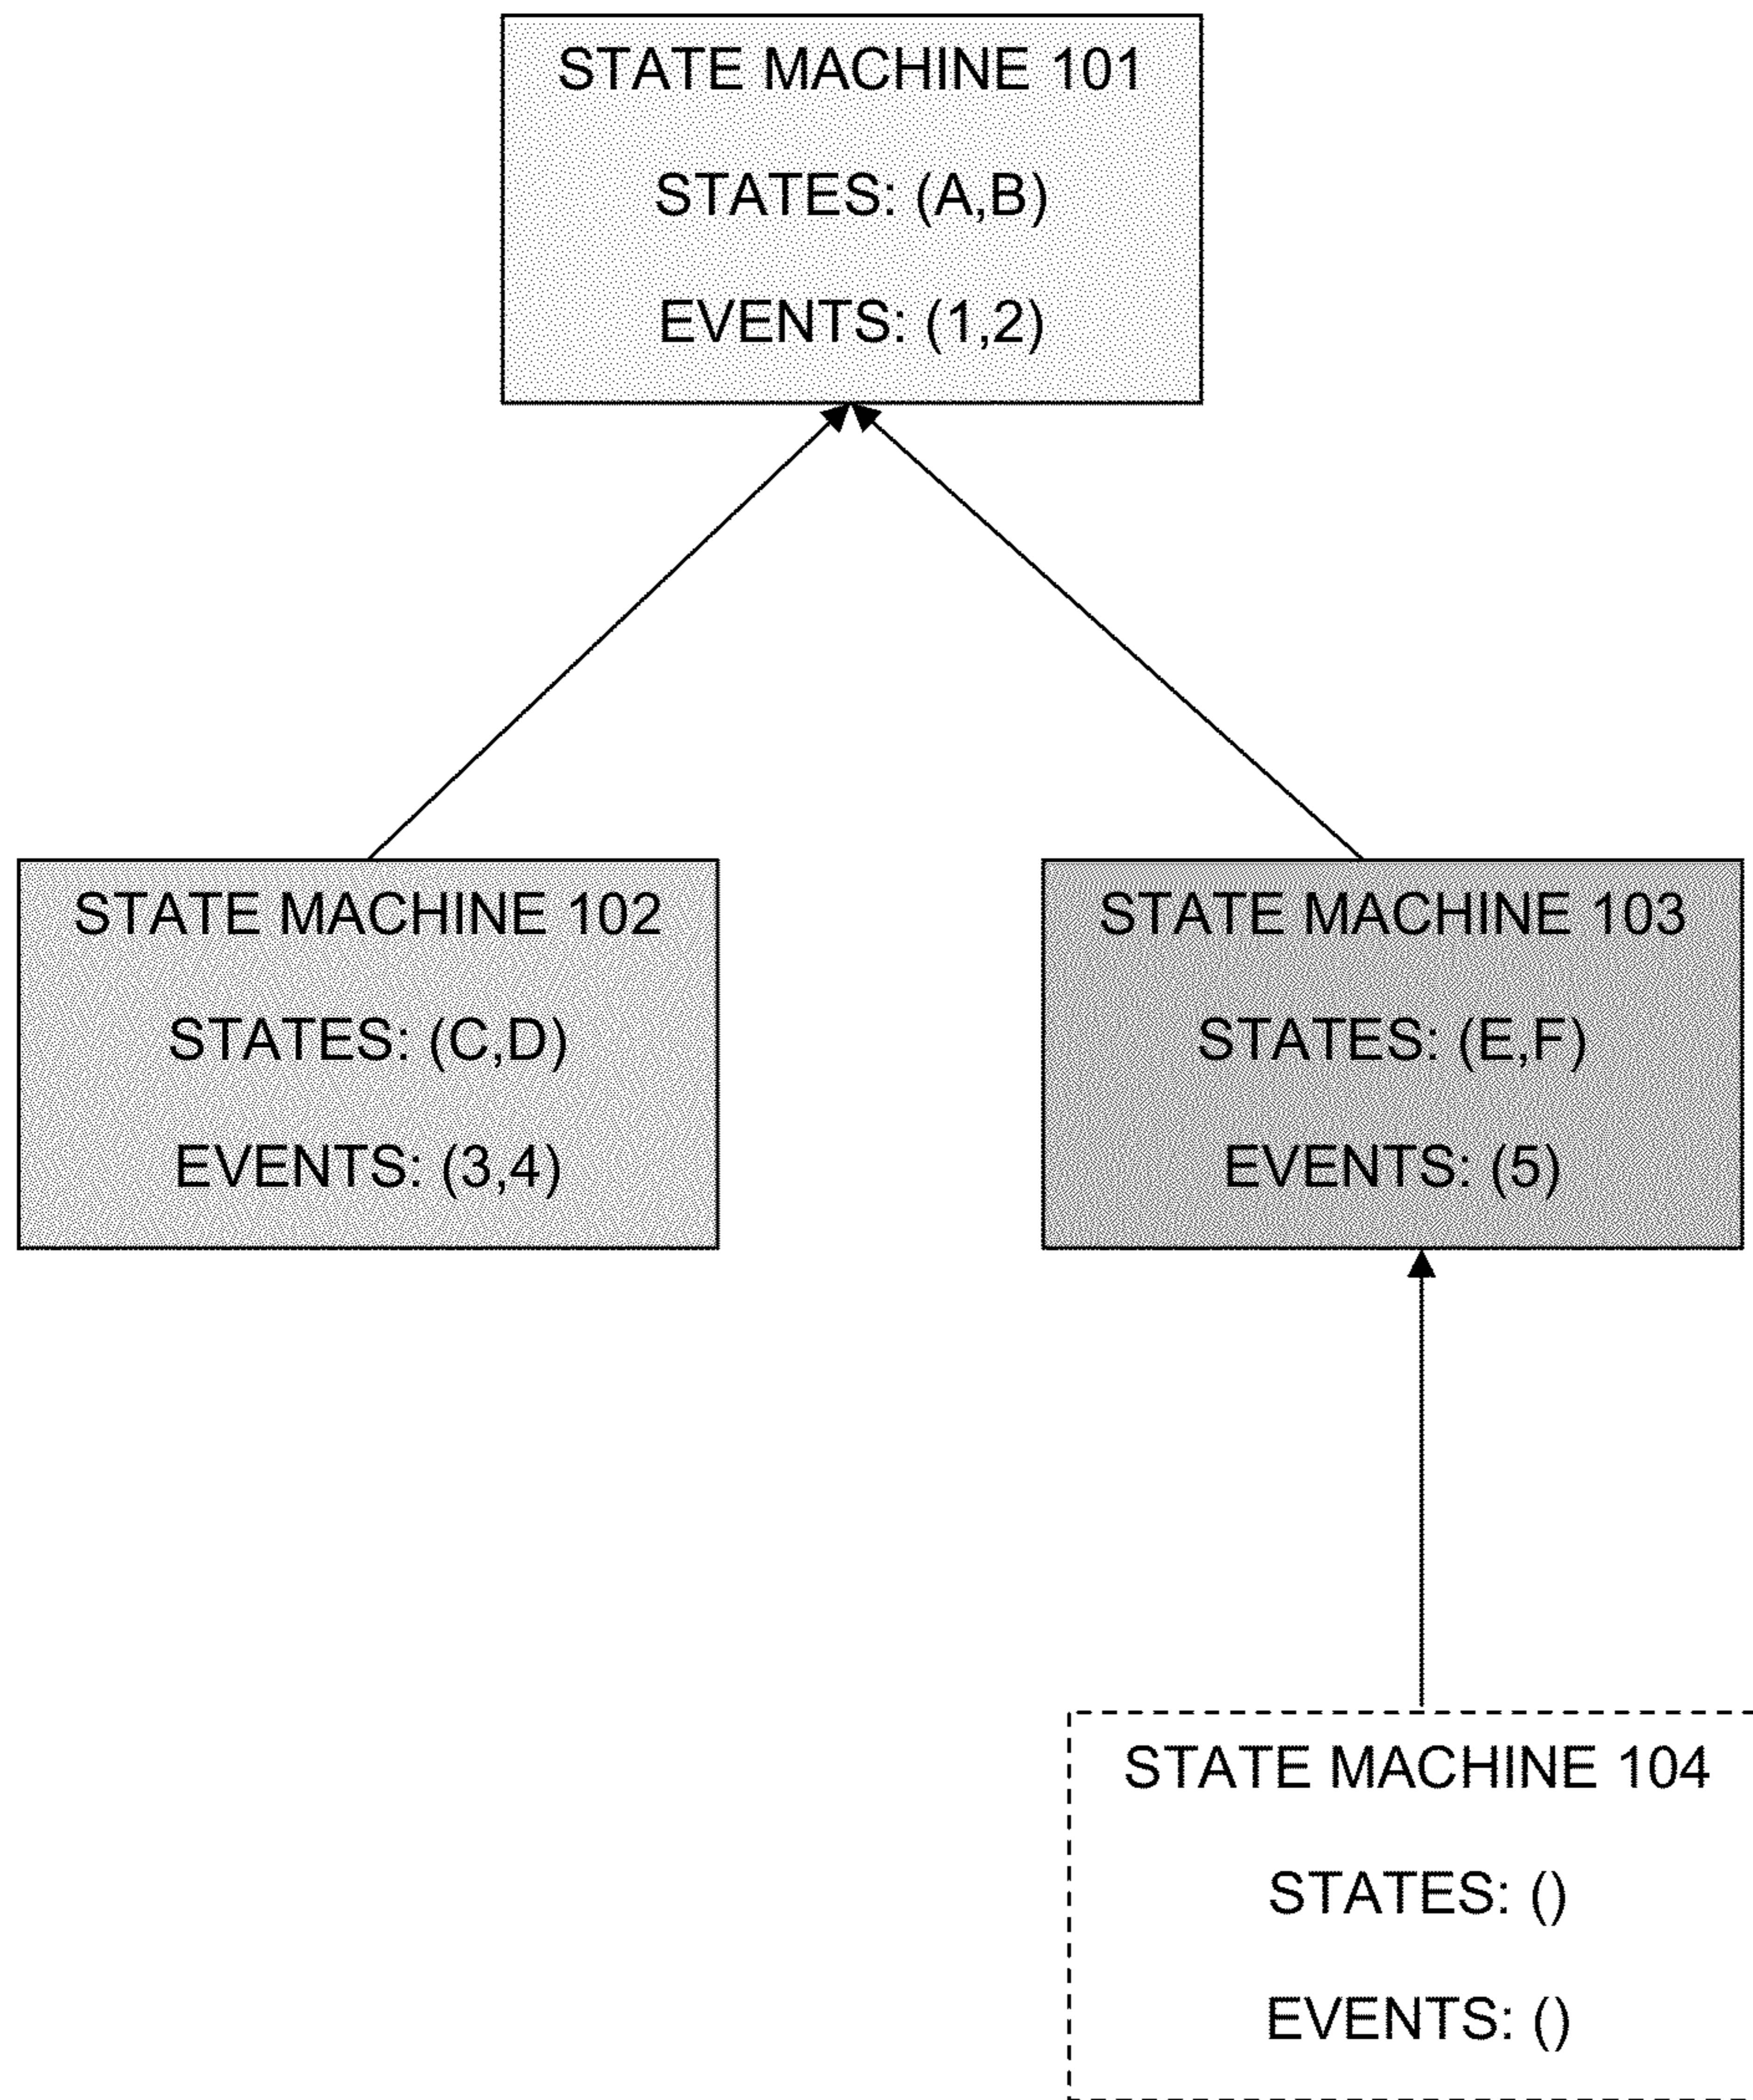 STATE MACHINE 101
STATES: (A,B)
EVENTS: (1,2)
STATE MACHINE 102
STATES: (C,D)
EVENTS: (3,4)
STATE MACHINE 103
STATES: (E,F)
EVENTS: (5)
STATE MACHINE 104
STATES: ()
EVENTS: ()